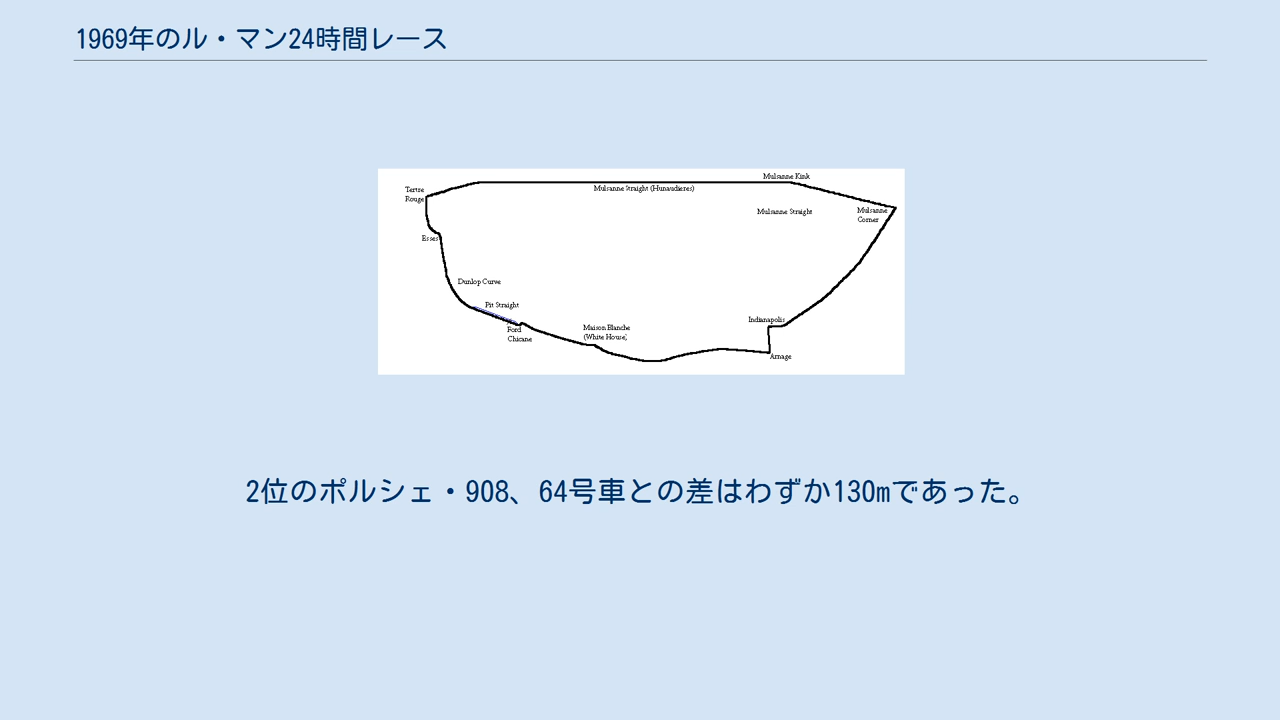 1969年のル・マン24時間レース
Mulsanne Kink
Tertre
Rouge
Mulsanne Straight (Hunaudieres)
Mulsanne Straight
Mulsanne
Corner
Esses
Dunlop Curve
Pit Straight
Ford
Chicane
Maison Blanche
(White House)
Indianapolis
Arnage
2位のポルシェ・908、64号車との差はわずか130mであった。